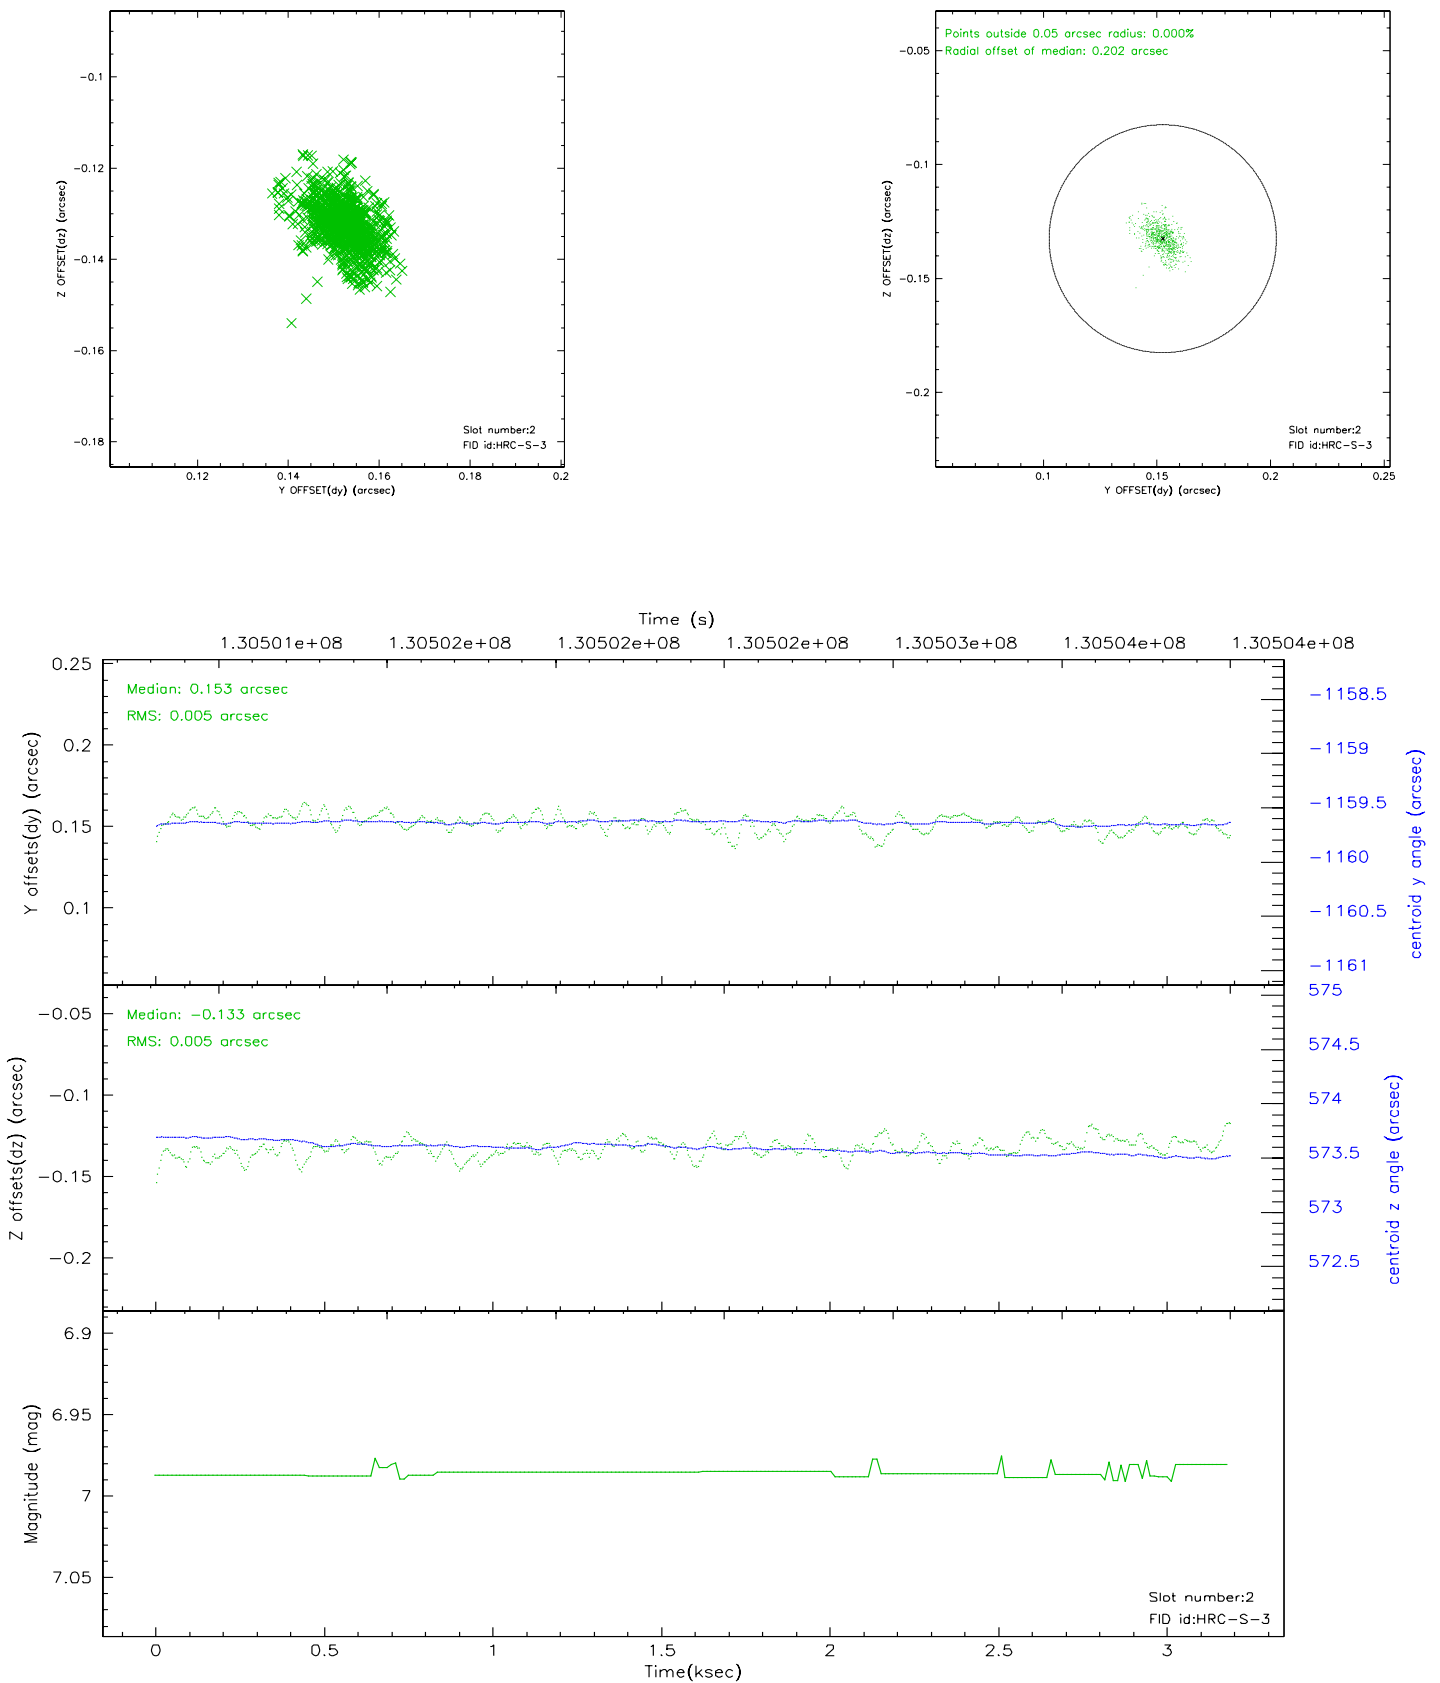 −0.1
−0.12
−0.14
−0.16
−0.18
Z OFFSET(dz) (arcsec)
Slot number:2
FID id:HRC−S−3
0.12
0.14
0.16
0.18
0.2
Y OFFSET(dy) (arcsec)
Points outside 0.05 arcsec radius: 0.000%
Radial offset of median: 0.202 arcsec
−0.05
−0.1
−0.15
−0.2
Z OFFSET(dz) (arcsec)
Slot number:2
FID id:HRC−S−3
0.1
0.15
0.2
0.25
Y OFFSET(dy) (arcsec)
Time (s)
1.30501e+08 1.30502e+08 1.30502e+08 1.30502e+08 1.30503e+08 1.30504e+08 1.30504e+08
0.25
0.2
0.15
0.1
Y offsets(dy) (arcsec)
Median: 0.153 arcsec
RMS: 0.005 arcsec
−1158.5
−1159
−1159.5
−1160
−1160.5
−1161
centroid y angle (arcsec)
−0.05
−0.1
−0.15
−0.2
Z offsets(dz) (arcsec)
Median: −0.133 arcsec
RMS: 0.005 arcsec
575
574.5
574
573.5
573
572.5
centroid z angle (arcsec)
6.9
6.95
7
7.05
Magnitude (mag)
Slot number:2
FID id:HRC−S−3
0 0.5 1 1.5 2 2.5 3
Time(ksec)